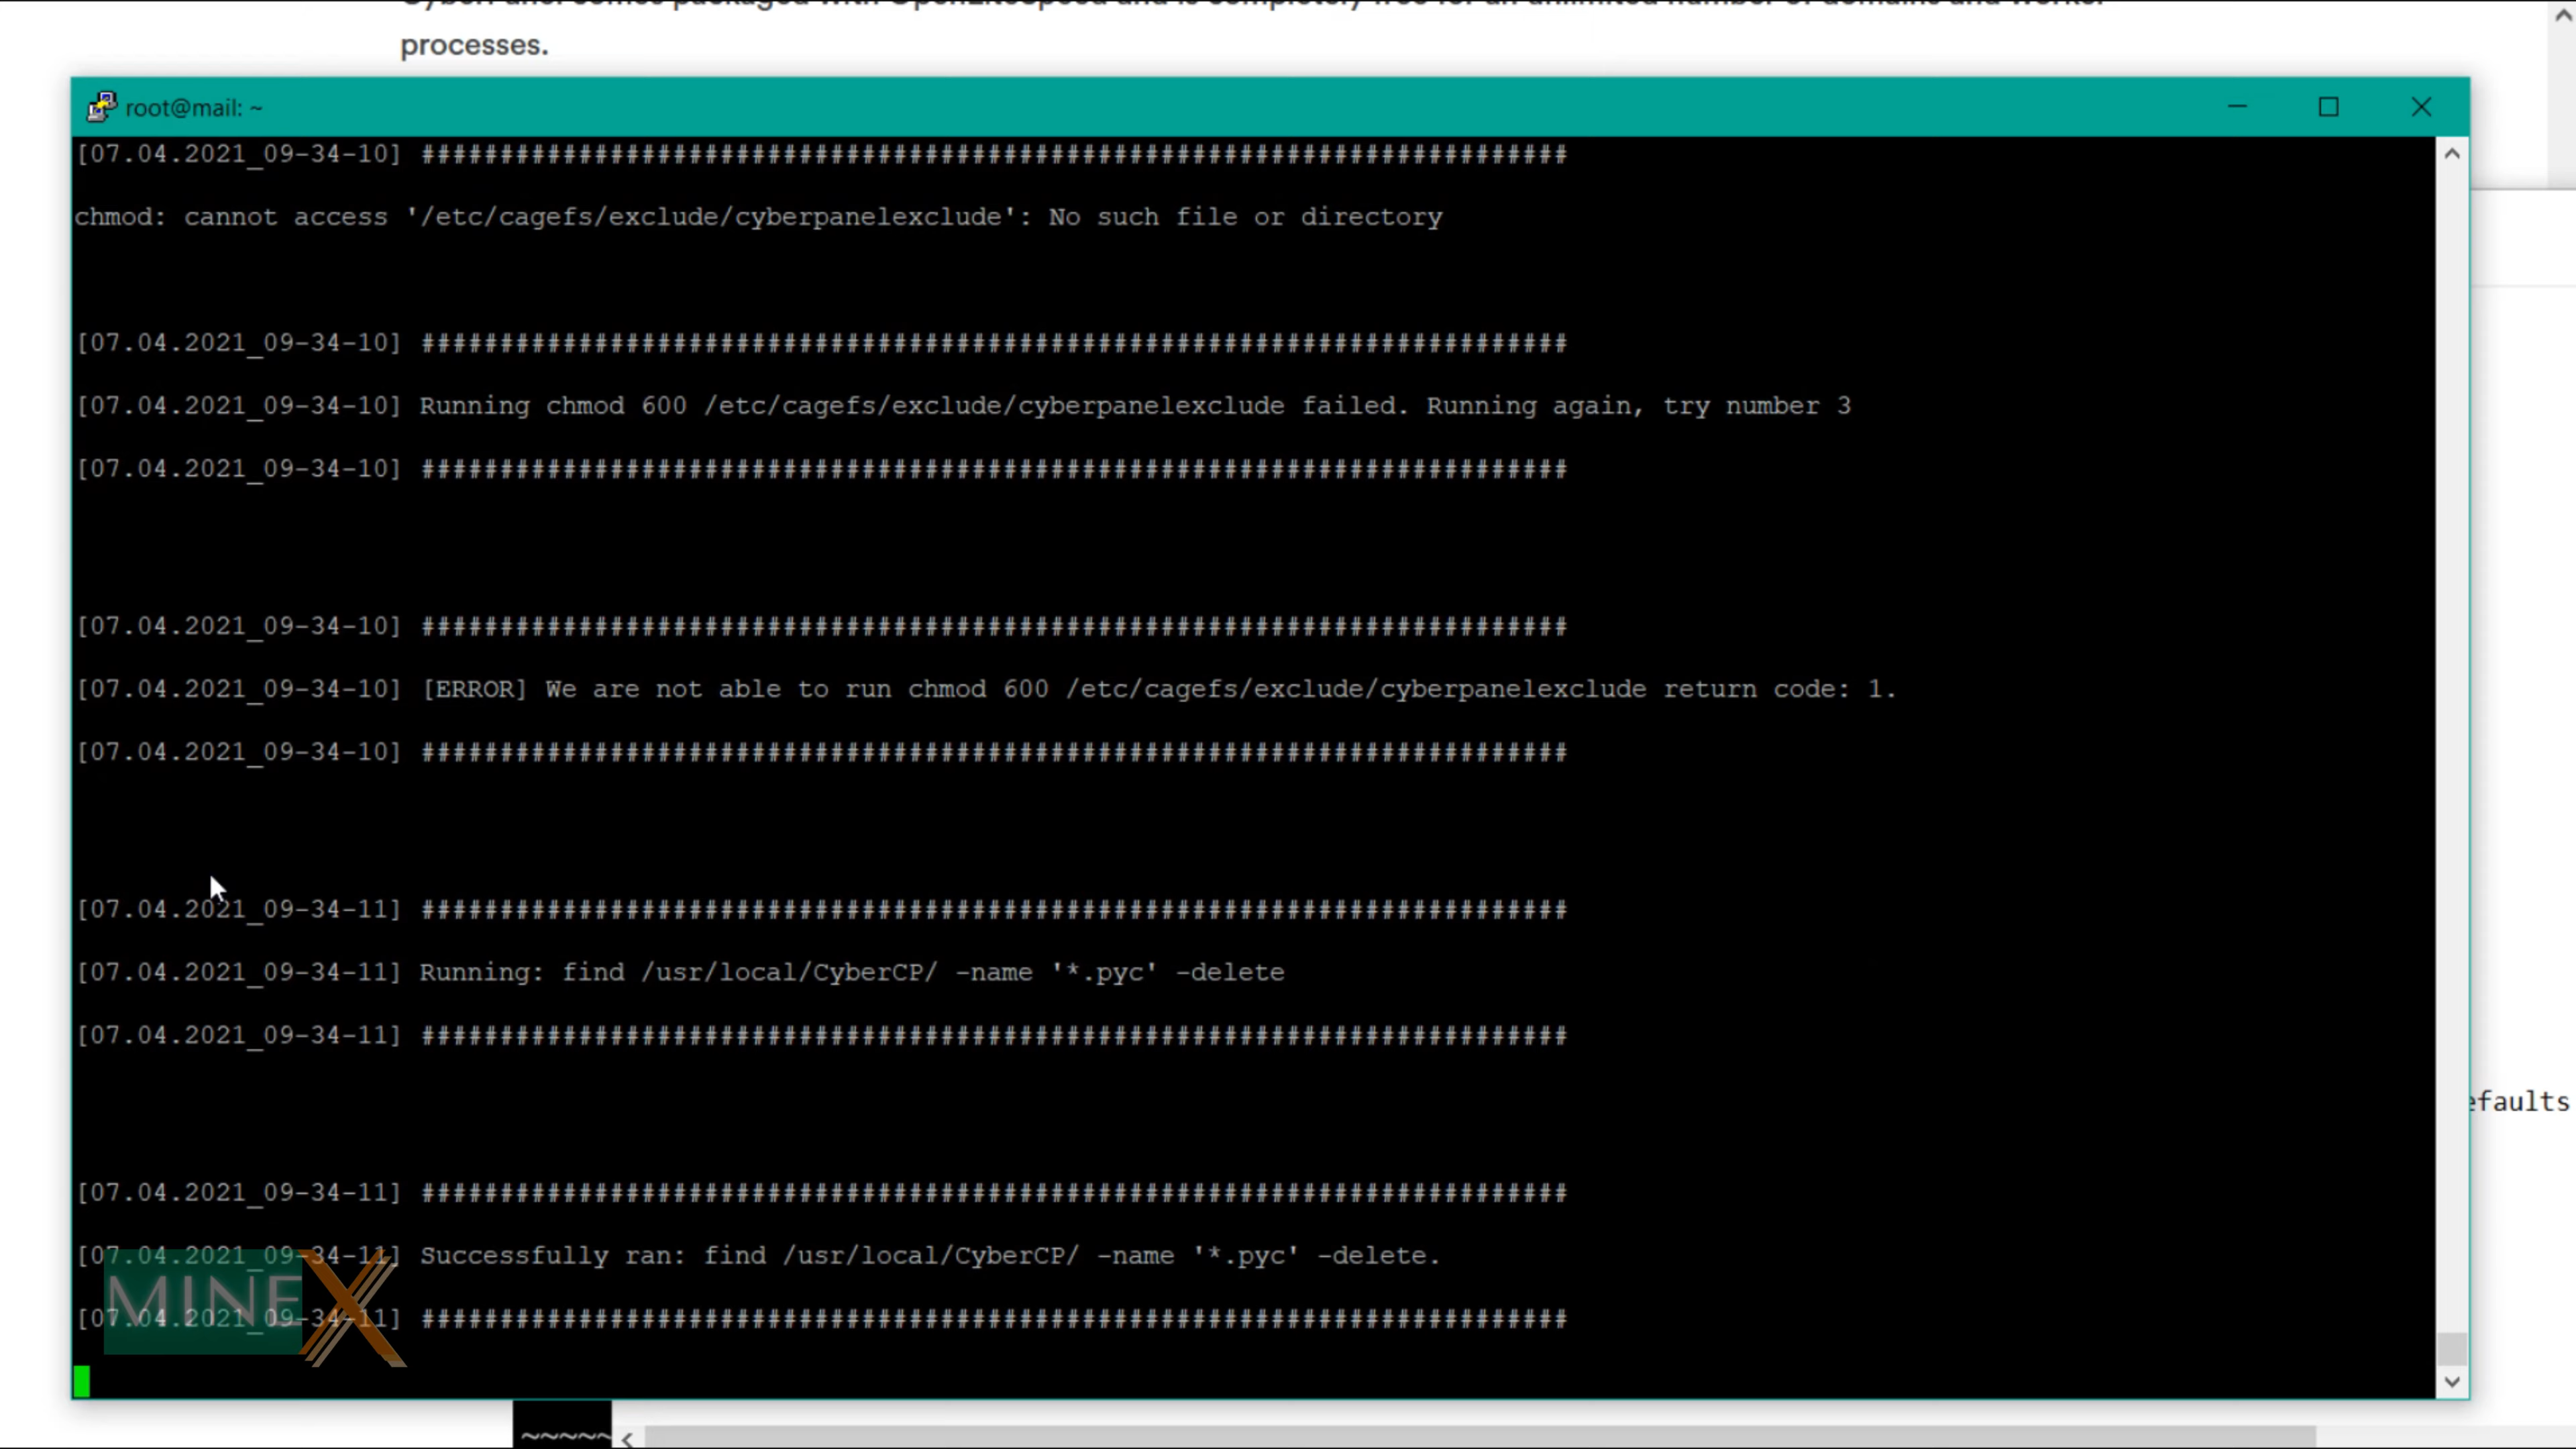 processes.
root@mail: ~
[07.04.2021_09-34-10] #########################################################################
chmod: cannot access '/etc/cagefs/exclude/cyberpanelexclude': No such file or directory
[07.04.2021_09-34-10] #########################################################################
[07.04.2021_09-34-10] Running chmod 600 /etc/cagefs/exclude/cyberpanelexclude failed. Running again, try number 3
[07.04.2021_09-34-10] #########################################################################
[07.04.2021_09-34-10] #########################################################################
[07.04.2021_09-34-10] [ERROR] We are not able to run chmod 600 /etc/cagefs/exclude/cyberpanelexclude return code: 1.
[07.04.2021_09-34-10] #########################################################################
[07.04.2021_09-34-11] #########################################################################
[07.04.2021_09-34-11] Running: find /usr/local/CyberCP/ -name '*.pyc' -delete
[07.04.2021_09-34-11] #########################################################################
efaults
[07.04.2021_09-34-11] #########################################################################
[07.04.2021_09-34-11] Successfully ran: find /usr/local/CyberCP/ -name '*.pyc' -delete.
MINEX
[07.04.2021_09-34-11] #########################################################################
~~~~~